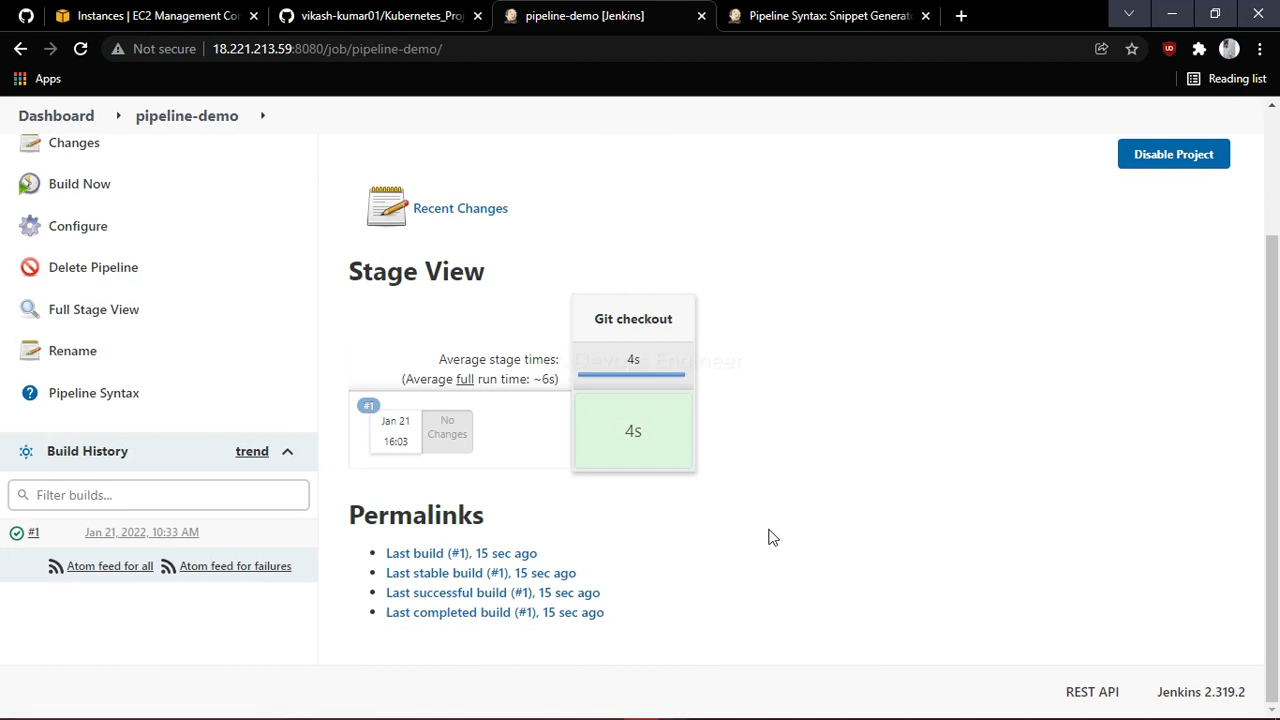 Instances | EC2 Management Con
vikash-kumar01/Kubernetes_Proj
pipeline-demo [Jenkins]
Pipeline Syntax: Snippet Generato
Not secure
18.221.213.59:8080/job/pipeline-demo/
Apps
Reading list
Dashboard
pipeline-demo
Changes
Build Now
Configure
Delete Pipeline
Full Stage View
Rename
Pipeline Syntax
Build History
trend
Filter builds...
#1
Jan 21, 2022, 10:33 AM
Atom feed for all
Atom feed for failures
Disable Project
Recent Changes
Stage View
Git checkout
Average stage times:
4s
(Average full run time: ~6s)
#1
Jan 21
16:03
No
Changes
4s
Permalinks
Last build (#1), 15 sec ago
Last stable build (#1), 15 sec ago
Last successful build (#1), 15 sec ago
Last completed build (#1), 15 sec ago
REST API
Jenkins 2.319.2